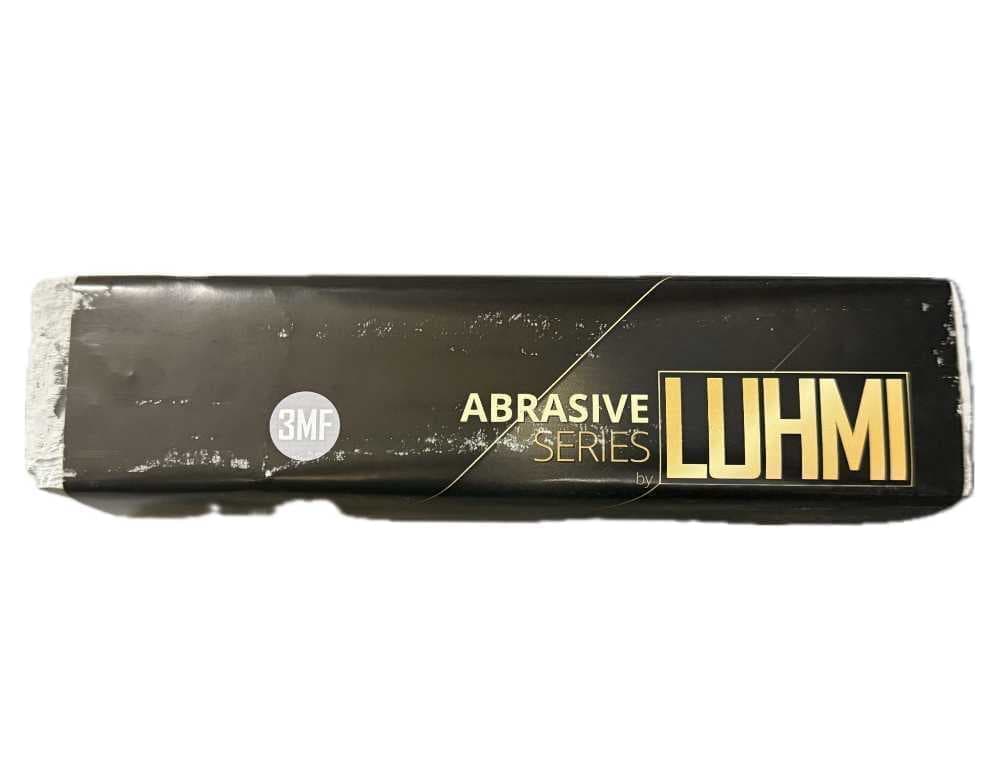 3MF
ABRASIVE
SERIES
by LUHMI